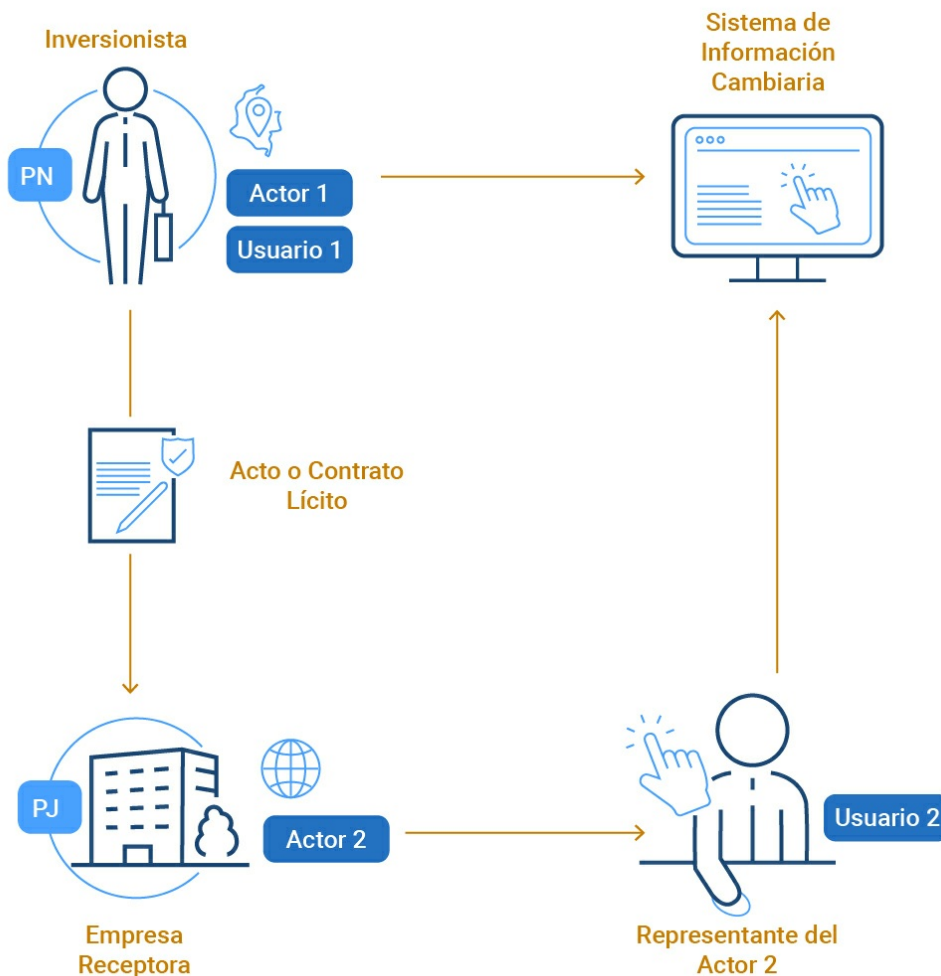 Inversionista
PN
Actor 1
Usuario 1
Sistema de
Información
Cambiaria
Acto o Contrato
Lícito
PJ
Actor 2
Empresa
Receptora
Usuario 2
Representante del
Actor 2